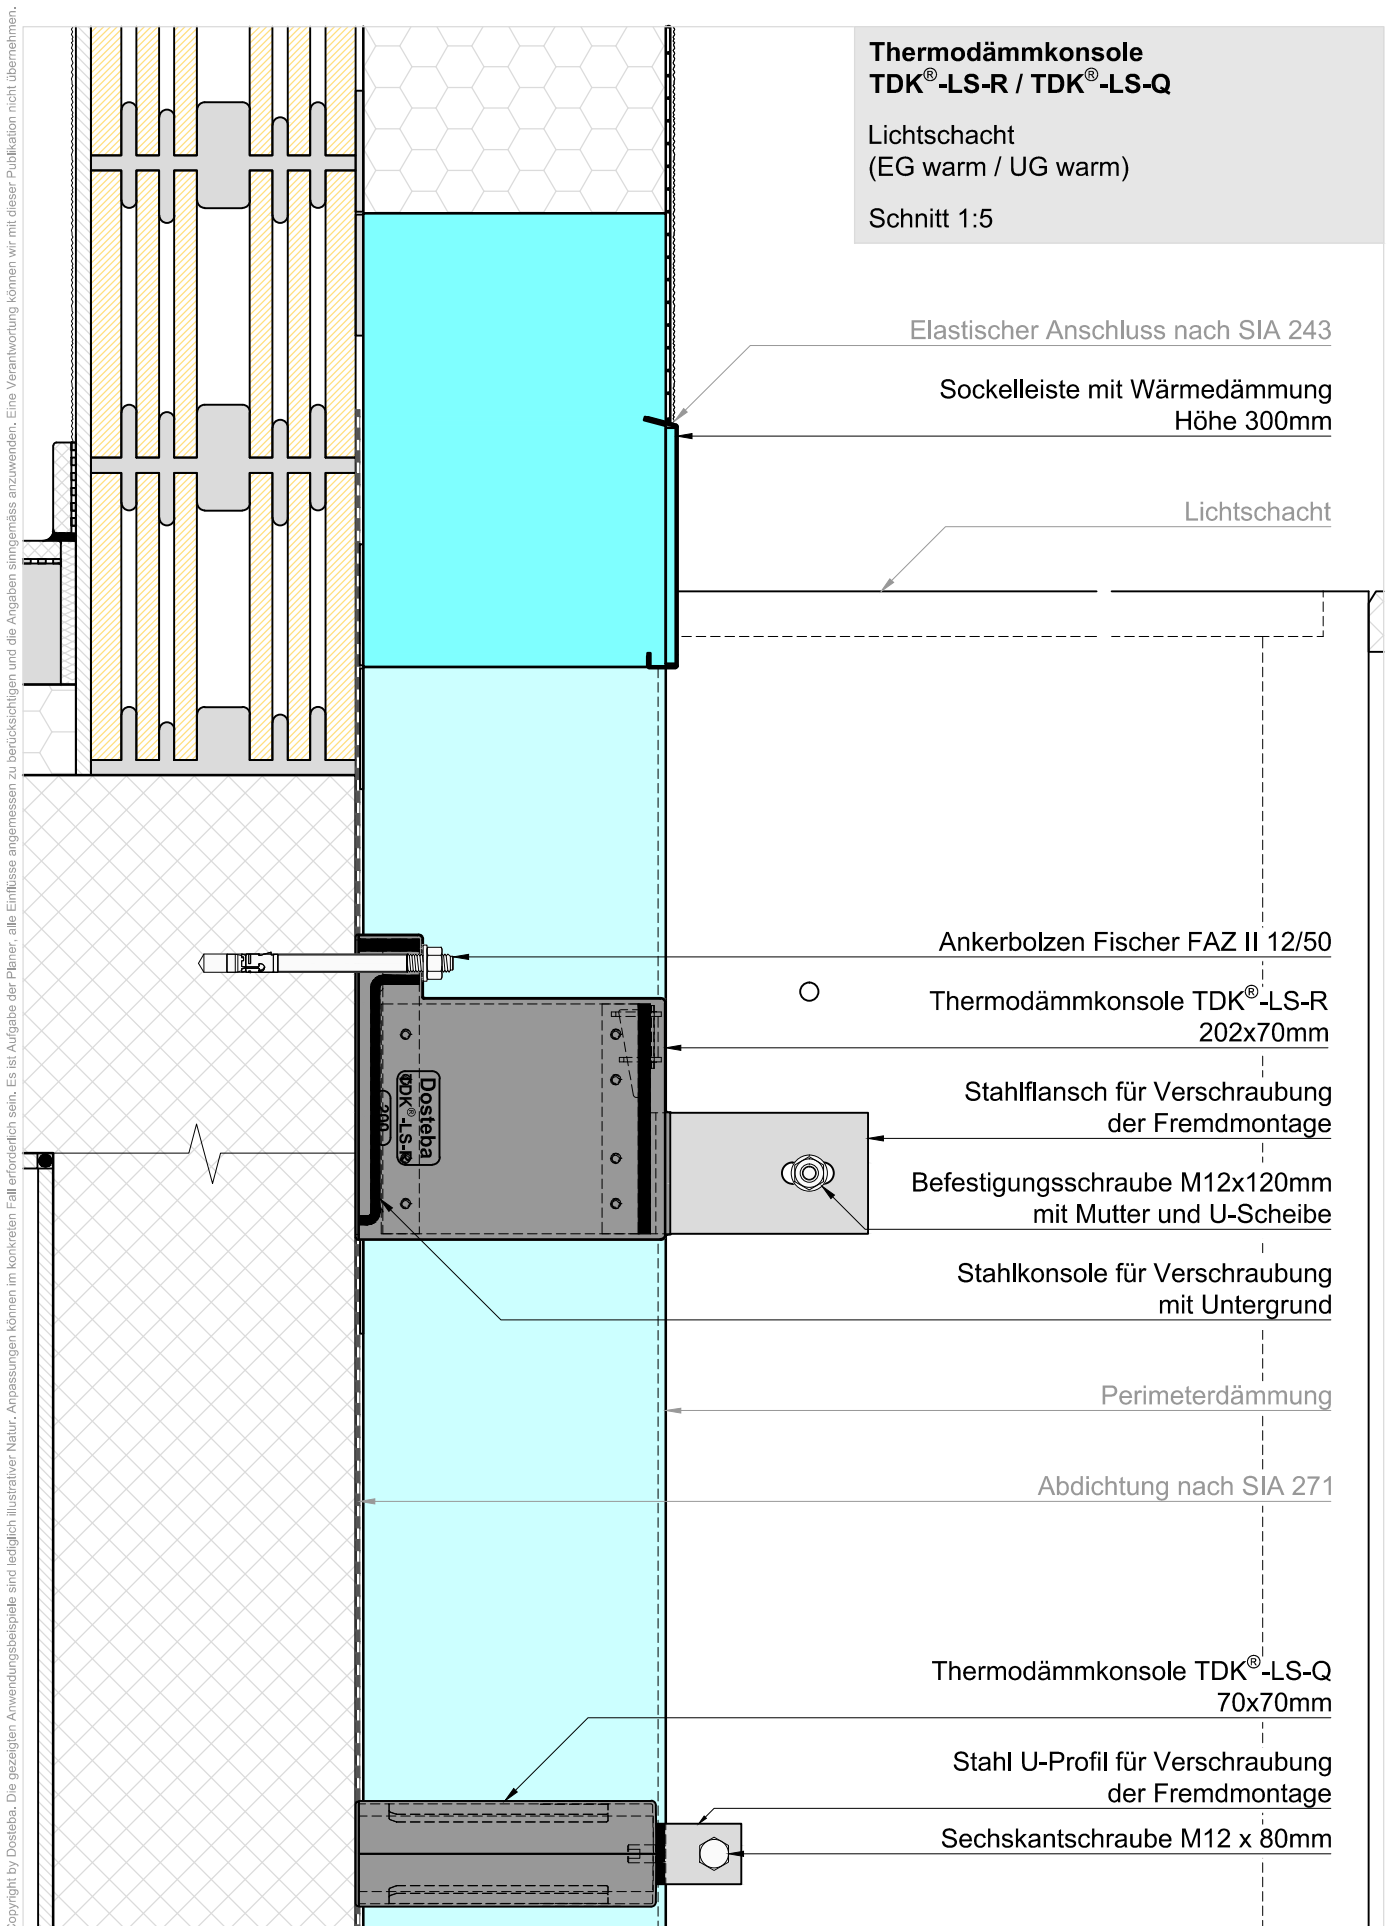 Thermodämmkonsole
TDK®-LS-R / TDK®-LS-Q
Lichtschacht
(EG warm / UG warm)
Schnitt 1:5
Elastischer Anschluss nach SIA 243
Sockelleiste mit Wärmedämmung
Höhe 300mm
Lichtschacht
Ankerbolzen Fischer FAZ II 12/50
Thermodämmkonsole TDK®-LS-R
202x70mm
Stahlflansch für Verschraubung
der Fremdmontage
Befestigungsschraube M12x120mm
mit Mutter und U-Scheibe
Stahlkonsole für Verschraubung
mit Untergrund
Perimeterdämmung
Abdichtung nach SIA 271
Thermodämmkonsole TDK®-LS-Q
70x70mm
Stahl U-Profil für Verschraubung
der Fremdmontage
Sechskantschraube M12 x 80mm
Dosteba
TDK®-LS-R
200
Copyright by Dosteba. Die gezeigten Anwendungsbeispiele sind lediglich illustrativer Natur. Anpassungen können im konkreten Fall erforderlich sein. Es ist Aufgabe der Planer, alle Einflüsse angemessen zu berücksichtigen und die Angaben sinngemäss anzuwenden. Eine Verantwortung können wir mit dieser Publikation nicht übernehmen.